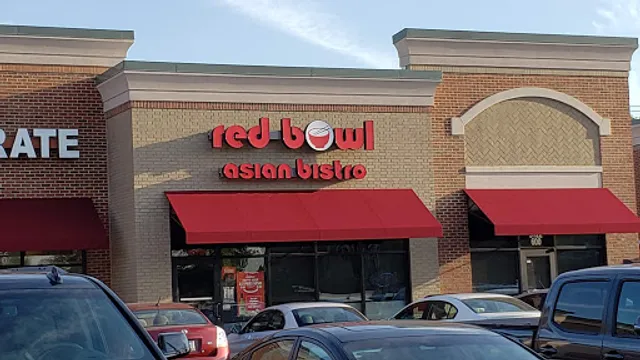 RATE
red bowl
asian bistro